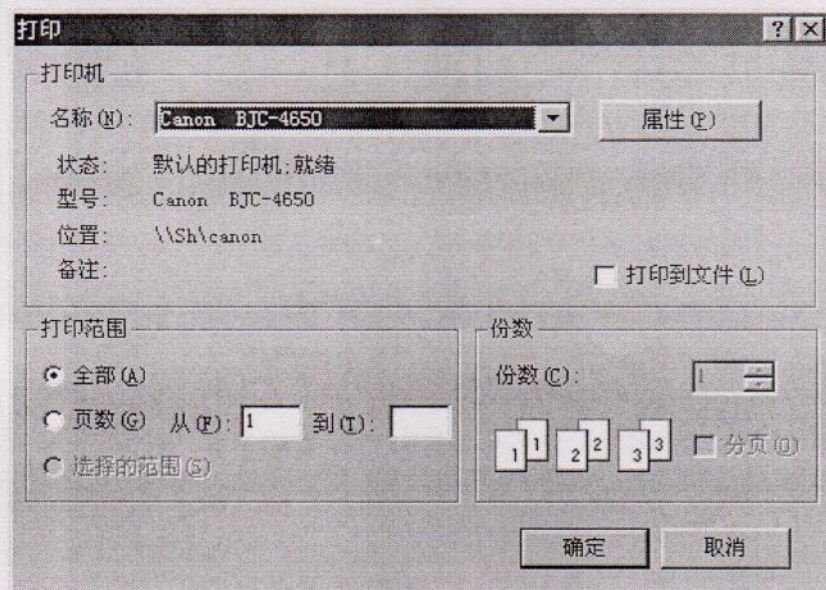 打印
打印机
名称(N): Canon BJC-4650 属性(P)
状态: 默认的打印机;就绪
型号: Canon BJC-4650
位置: \\Sh\canon
备注:
打印到文件(L)
打印范围
全部(A)
页数(G) 从(F): 1 到(T):
选择的范围(S)
份数
份数(C): 1
1 1 2 2 3 3 分页(O)
确定 取消